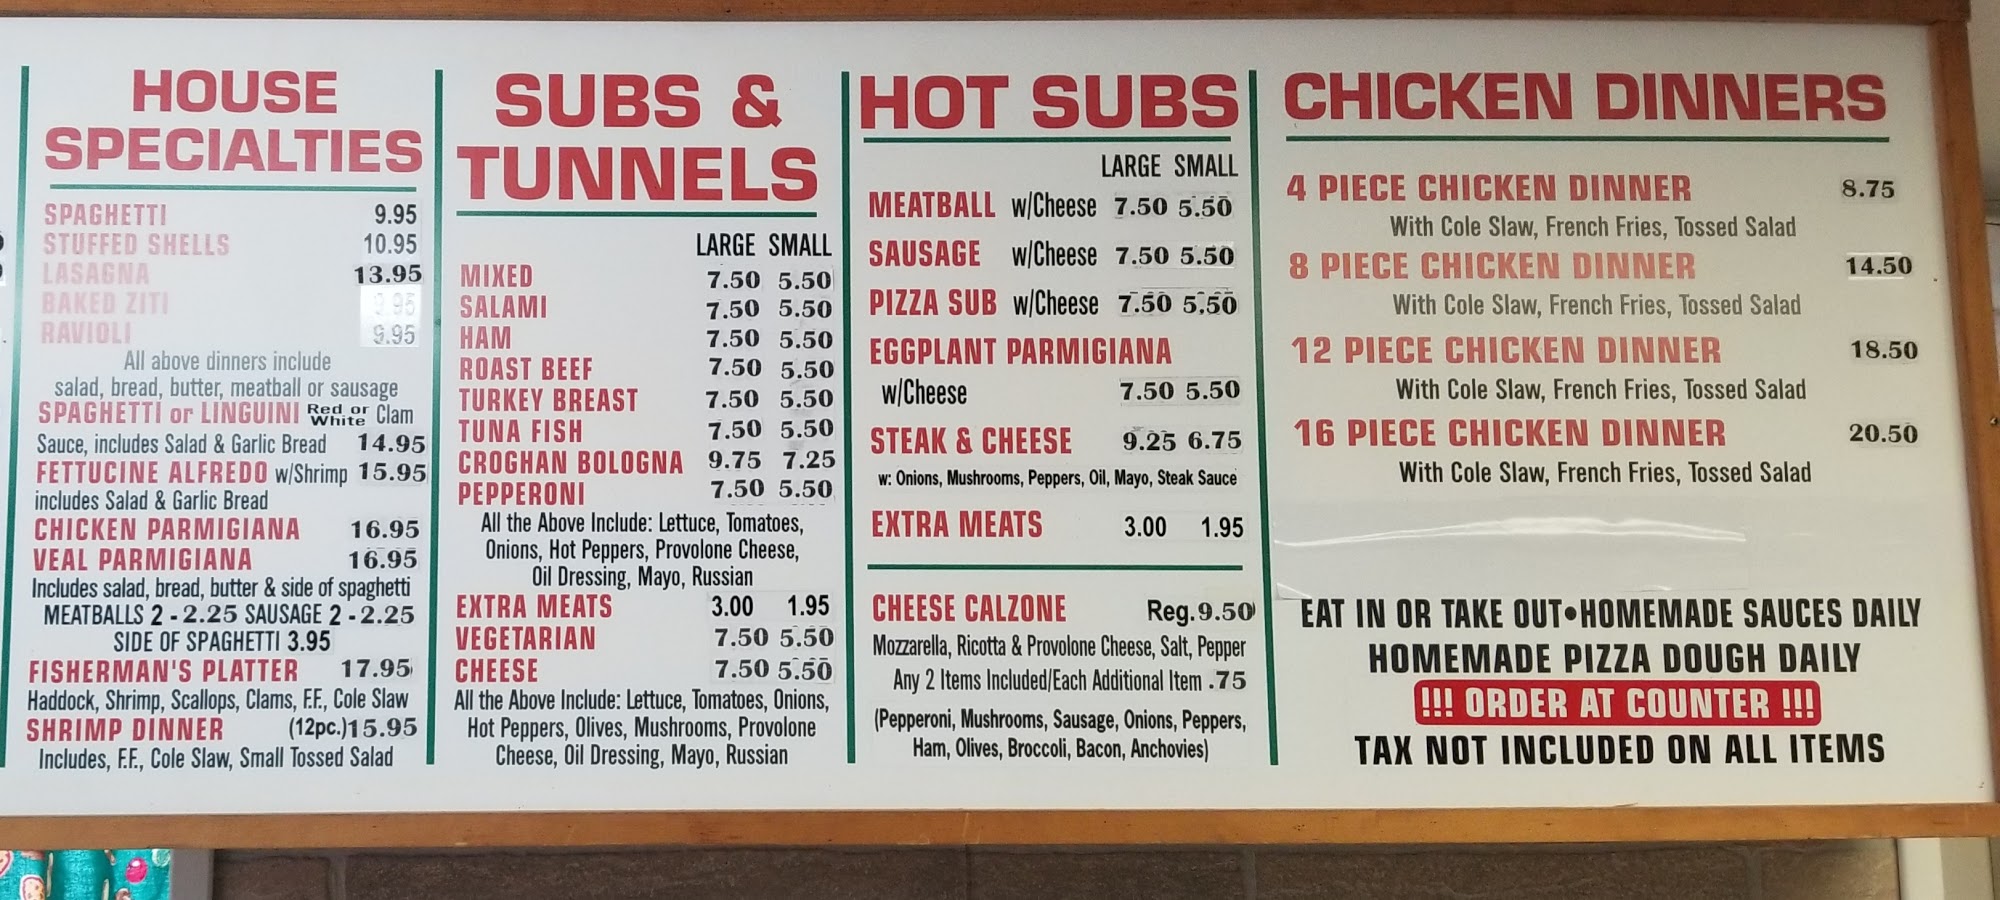 HOUSE
SPECIALTIES
SPAGHETTI 9.95
STUFFED SHELLS 10.95
LASAGNA 13.95
BAKED ZITI 9.95
RAVIOLI 9.95
All above dinners include
salad, bread, butter, meatball or sausage
SPAGHETTI or LINGUINI Red or White Clam
Sauce, includes Salad & Garlic Bread 14.95
FETTUCINE ALFREDO w/Shrimp 15.95
includes Salad & Garlic Bread
CHICKEN PARMIGIANA 16.95
VEAL PARMIGIANA 16.95
Includes salad, bread, butter & side of spaghetti
MEATBALLS 2 - 2.25 SAUSAGE 2 - 2.25
SIDE OF SPAGHETTI 3.95
FISHERMAN'S PLATTER 17.95
Haddock, Shrimp, Scallops, Clams, F.F., Cole Slaw
SHRIMP DINNER (12pc.) 15.95
Includes, F.F., Cole Slaw, Small Tossed Salad
SUBS &
TUNNELS
LARGE SMALL
MIXED 7.50 5.50
SALAMI 7.50 5.50
HAM 7.50 5.50
ROAST BEEF 7.50 5.50
TURKEY BREAST 7.50 5.50
TUNA FISH 7.50 5.50
CROGHAN BOLOGNA 9.75 7.25
PEPPERONI 7.50 5.50
All the Above Include: Lettuce, Tomatoes,
Onions, Hot Peppers, Provolone Cheese,
Oil Dressing, Mayo, Russian
EXTRA MEATS 3.00 1.95
VEGETARIAN 7.50 5.50
CHEESE 7.50 5.50
All the Above Include: Lettuce, Tomatoes, Onions,
Hot Peppers, Olives, Mushrooms, Provolone
Cheese, Oil Dressing, Mayo, Russian
HOT SUBS
LARGE SMALL
MEATBALL w/Cheese 7.50 5.50
SAUSAGE w/Cheese 7.50 5.50
PIZZA SUB w/Cheese 7.50 5.50
EGGPLANT PARMIGIANA
w/Cheese 7.50 5.50
STEAK & CHEESE 9.25 6.75
w: Onions, Mushrooms, Peppers, Oil, Mayo, Steak Sauce
EXTRA MEATS 3.00 1.95
CHEESE CALZONE Reg. 9.50
Mozzarella, Ricotta & Provolone Cheese, Salt, Pepper
Any 2 Items Included/Each Additional Item .75
(Pepperoni, Mushrooms, Sausage, Onions, Peppers,
Ham, Olives, Broccoli, Bacon, Anchovies)
CHICKEN DINNERS
4 PIECE CHICKEN DINNER 8.75
With Cole Slaw, French Fries, Tossed Salad
8 PIECE CHICKEN DINNER 14.50
With Cole Slaw, French Fries, Tossed Salad
12 PIECE CHICKEN DINNER 18.50
With Cole Slaw, French Fries, Tossed Salad
16 PIECE CHICKEN DINNER 20.50
With Cole Slaw, French Fries, Tossed Salad
EAT IN OR TAKE OUT•HOMEMADE SAUCES DAILY
HOMEMADE PIZZA DOUGH DAILY
!!! ORDER AT COUNTER !!!
TAX NOT INCLUDED ON ALL ITEMS